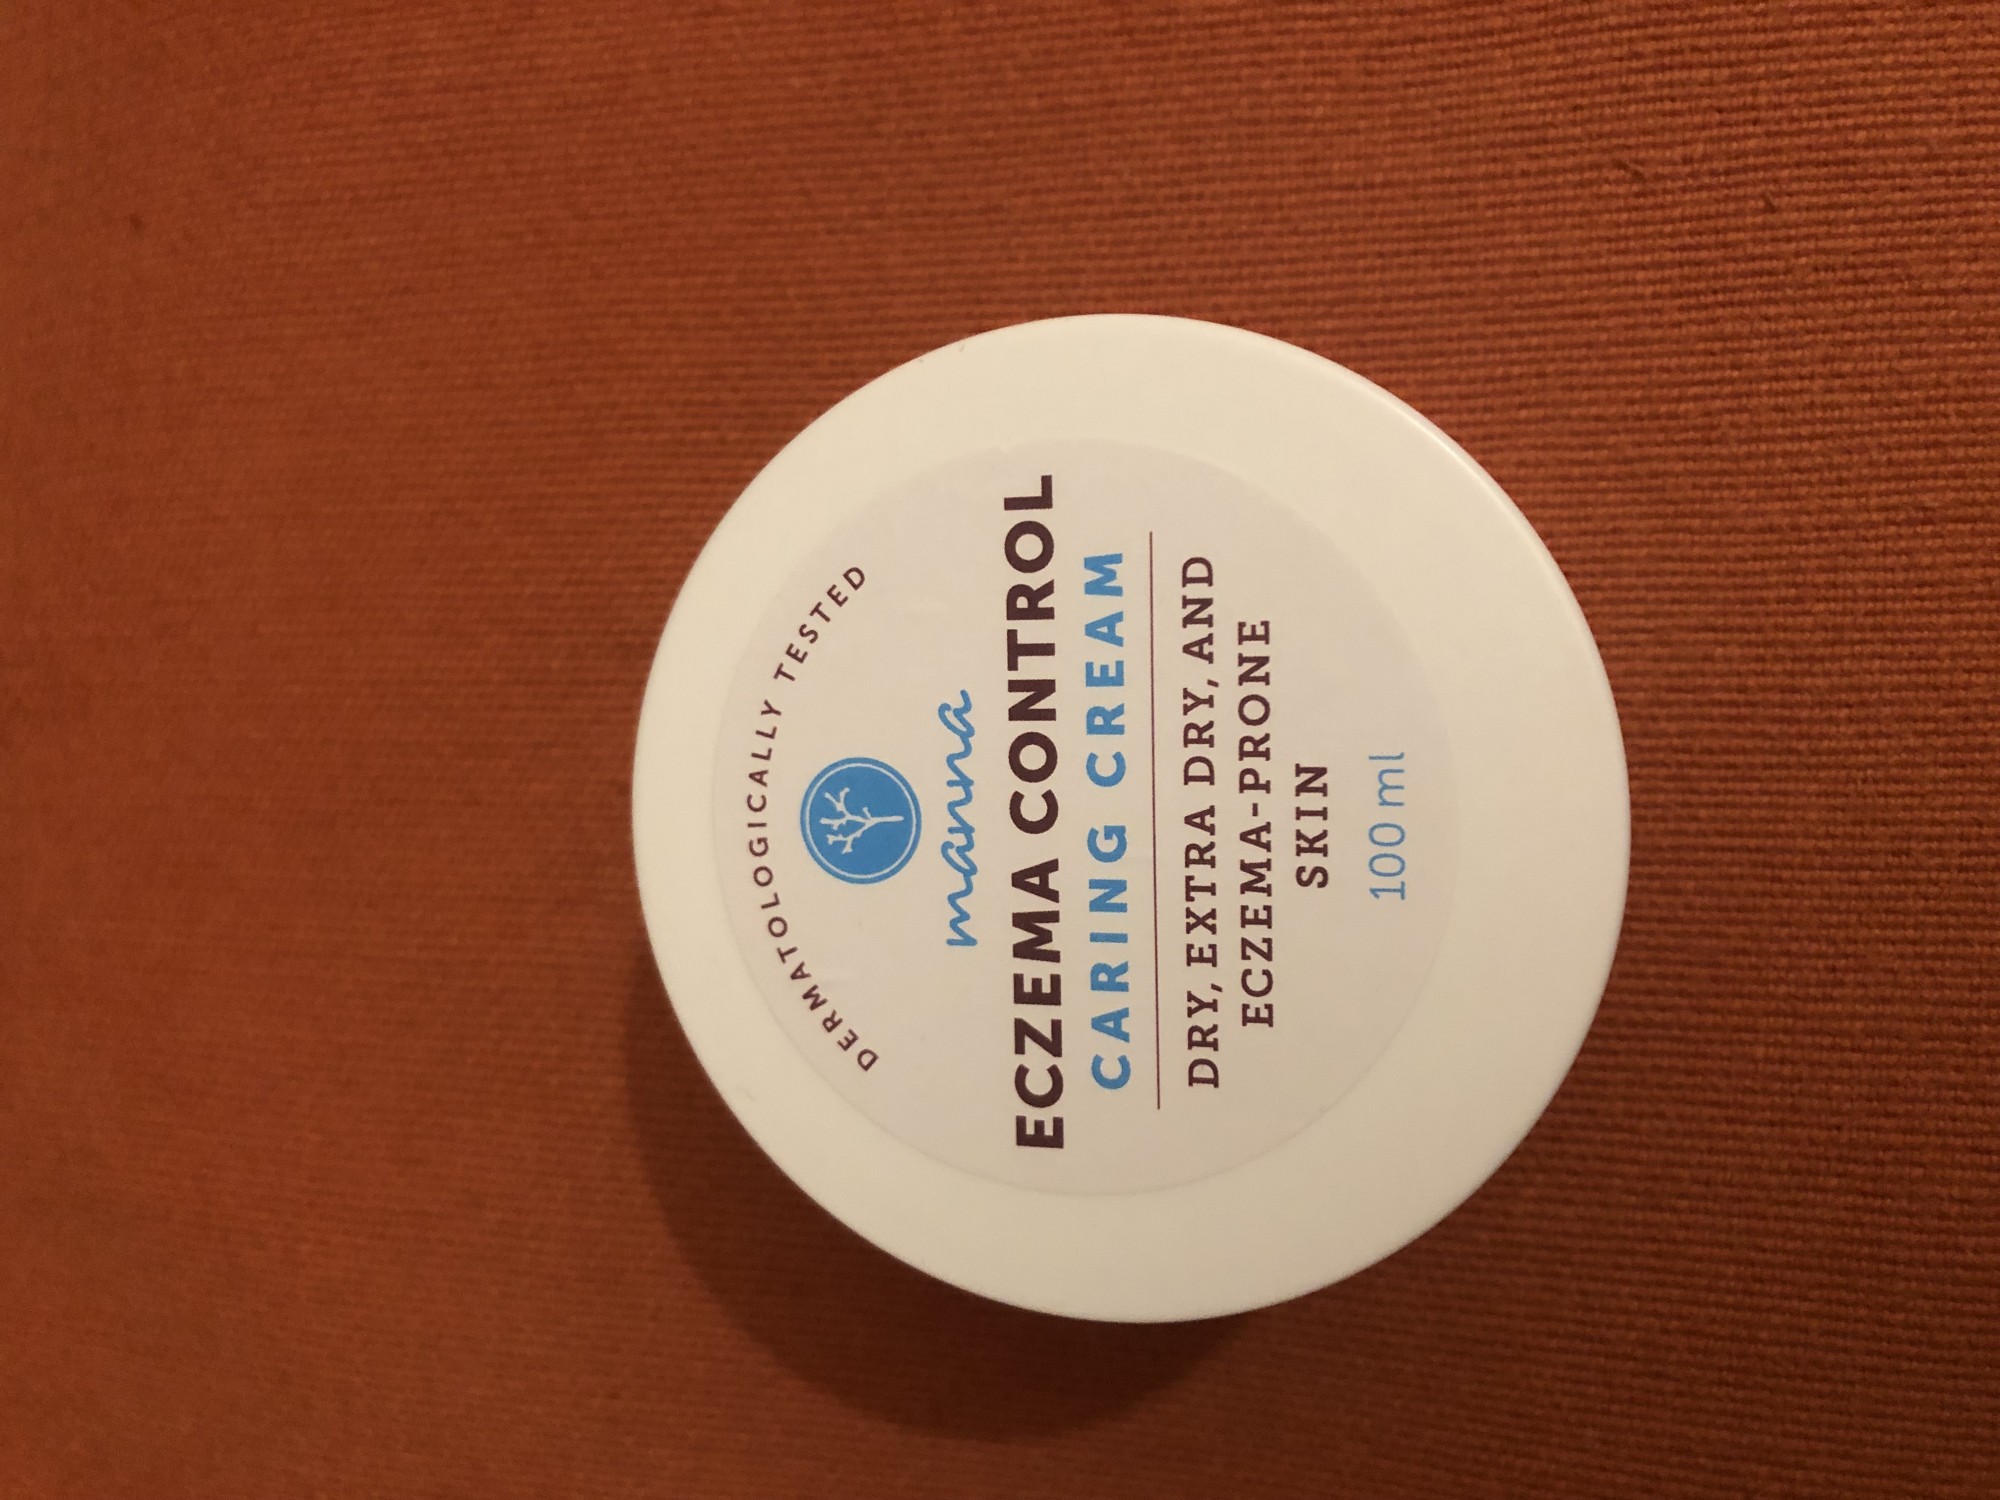 DERMATOLOGICALLY TESTED
manna
ECZEMA CONTROL
CARING CREAM
DRY, EXTRA DRY, AND
ECZEMA-PRONE
SKIN
100 ml